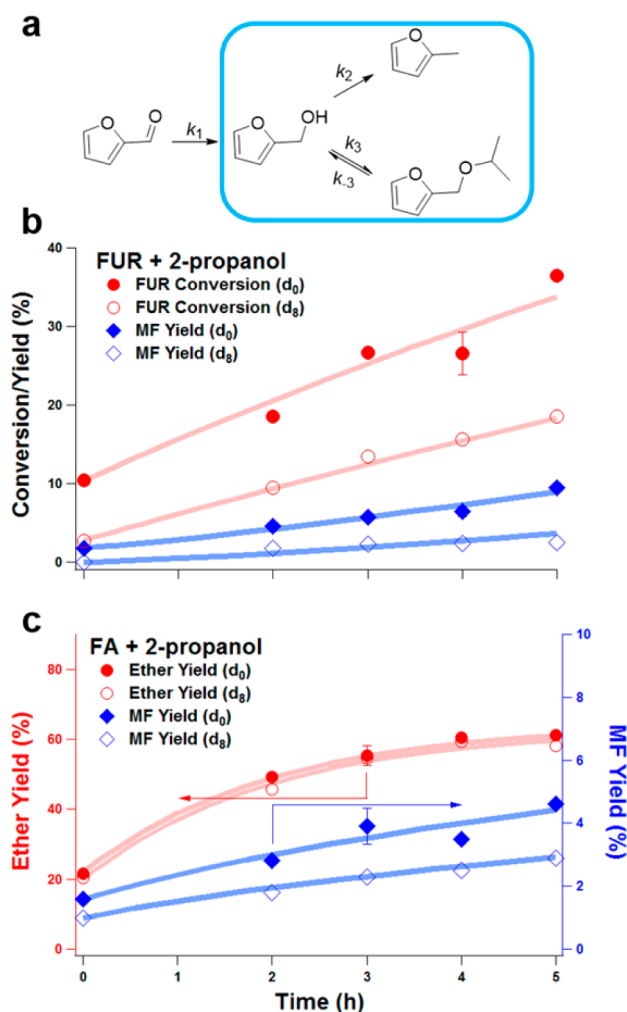 a
O
O
k1
O
OH
k2
O
k3
k-3
O
O
b
FUR + 2-propanol
FUR Conversion (d0)
FUR Conversion (d8)
MF Yield (d0)
MF Yield (d8)
Conversion/Yield (%)
40
30
20
10
0
c
FA + 2-propanol
Ether Yield (d0)
Ether Yield (d8)
MF Yield (d0)
MF Yield (d8)
Ether Yield (%)
80
60
40
20
0
MF Yield (%)
10
8
6
4
2
0
0 1 2 3 4 5
Time (h)